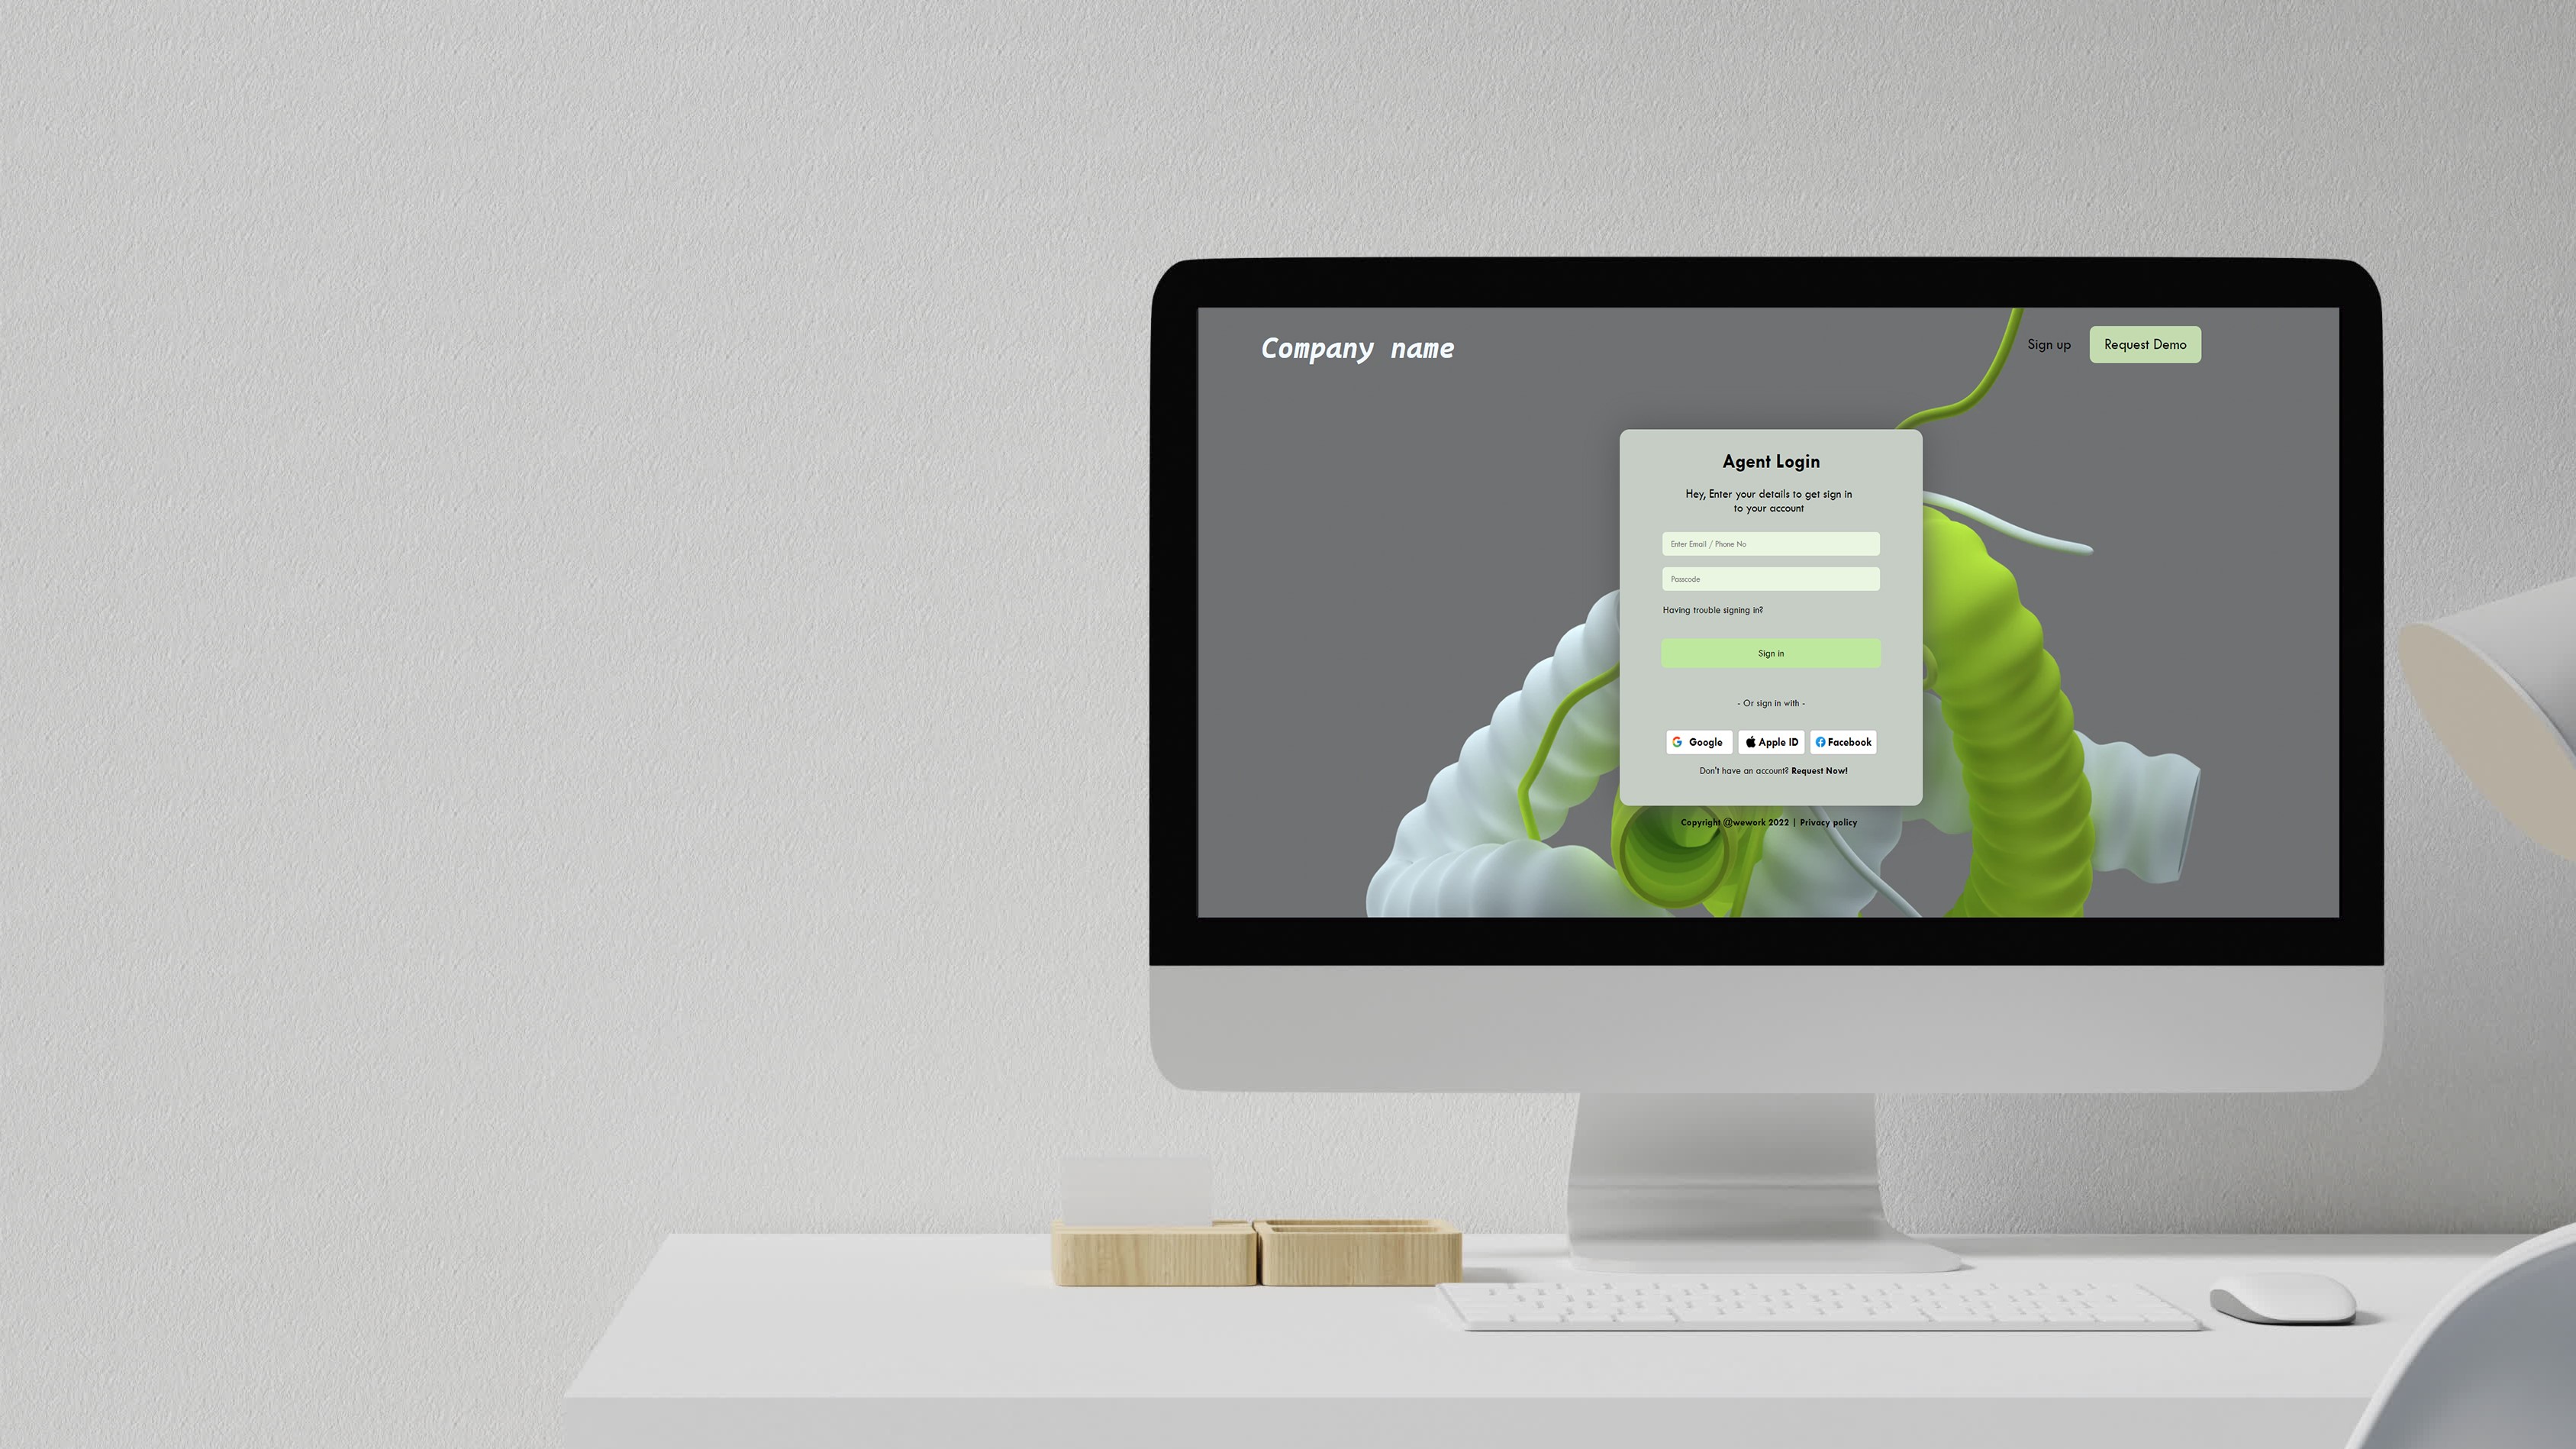 Company name
Sign up
Request Demo
Agent Login
Hey, Enter your details to get sign in
to your account
Enter Email / Phone No
Passcode
Having trouble signing in?
Sign in
- Or sign in with -
Google
Apple ID
Facebook
Don't have an account? Request Now!
Copyright @wework 2022 | Privacy policy